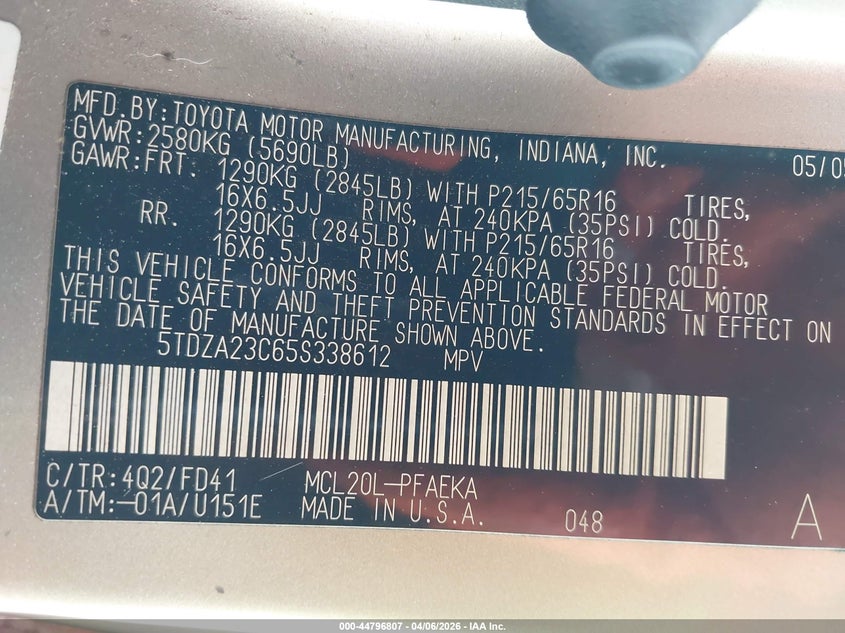 MFD.BY:TOYOTA MOTOR MANUFACTURING, INDIANA, INC. 05/05
GVWR:2580KG (5690LB)
GAWR:FRT. 1290KG (2845LB) WITH P215/65R16 TIRES,
16X6.5JJ RIMS, AT 240KPA (35PSI) COLD.
RR. 1290KG (2845LB) WITH P215/65R16 TIRES,
16X6.5JJ RIMS, AT 240KPA (35PSI) COLD.
THIS VEHICLE CONFORMS TO ALL APPLICABLE FEDERAL MOTOR
VEHICLE SAFETY AND THEFT PREVENTION STANDARDS IN EFFECT ON
THE DATE OF MANUFACTURE SHOWN ABOVE.
5TDZA23C65S338612 MPV
C/TR:4Q2/FD41 MCL20L-PFAEKA
A/TM:-01A/U151E MADE IN U.S.A. 048 A
000-44796807 - 04/06/2026 - IAA Inc.